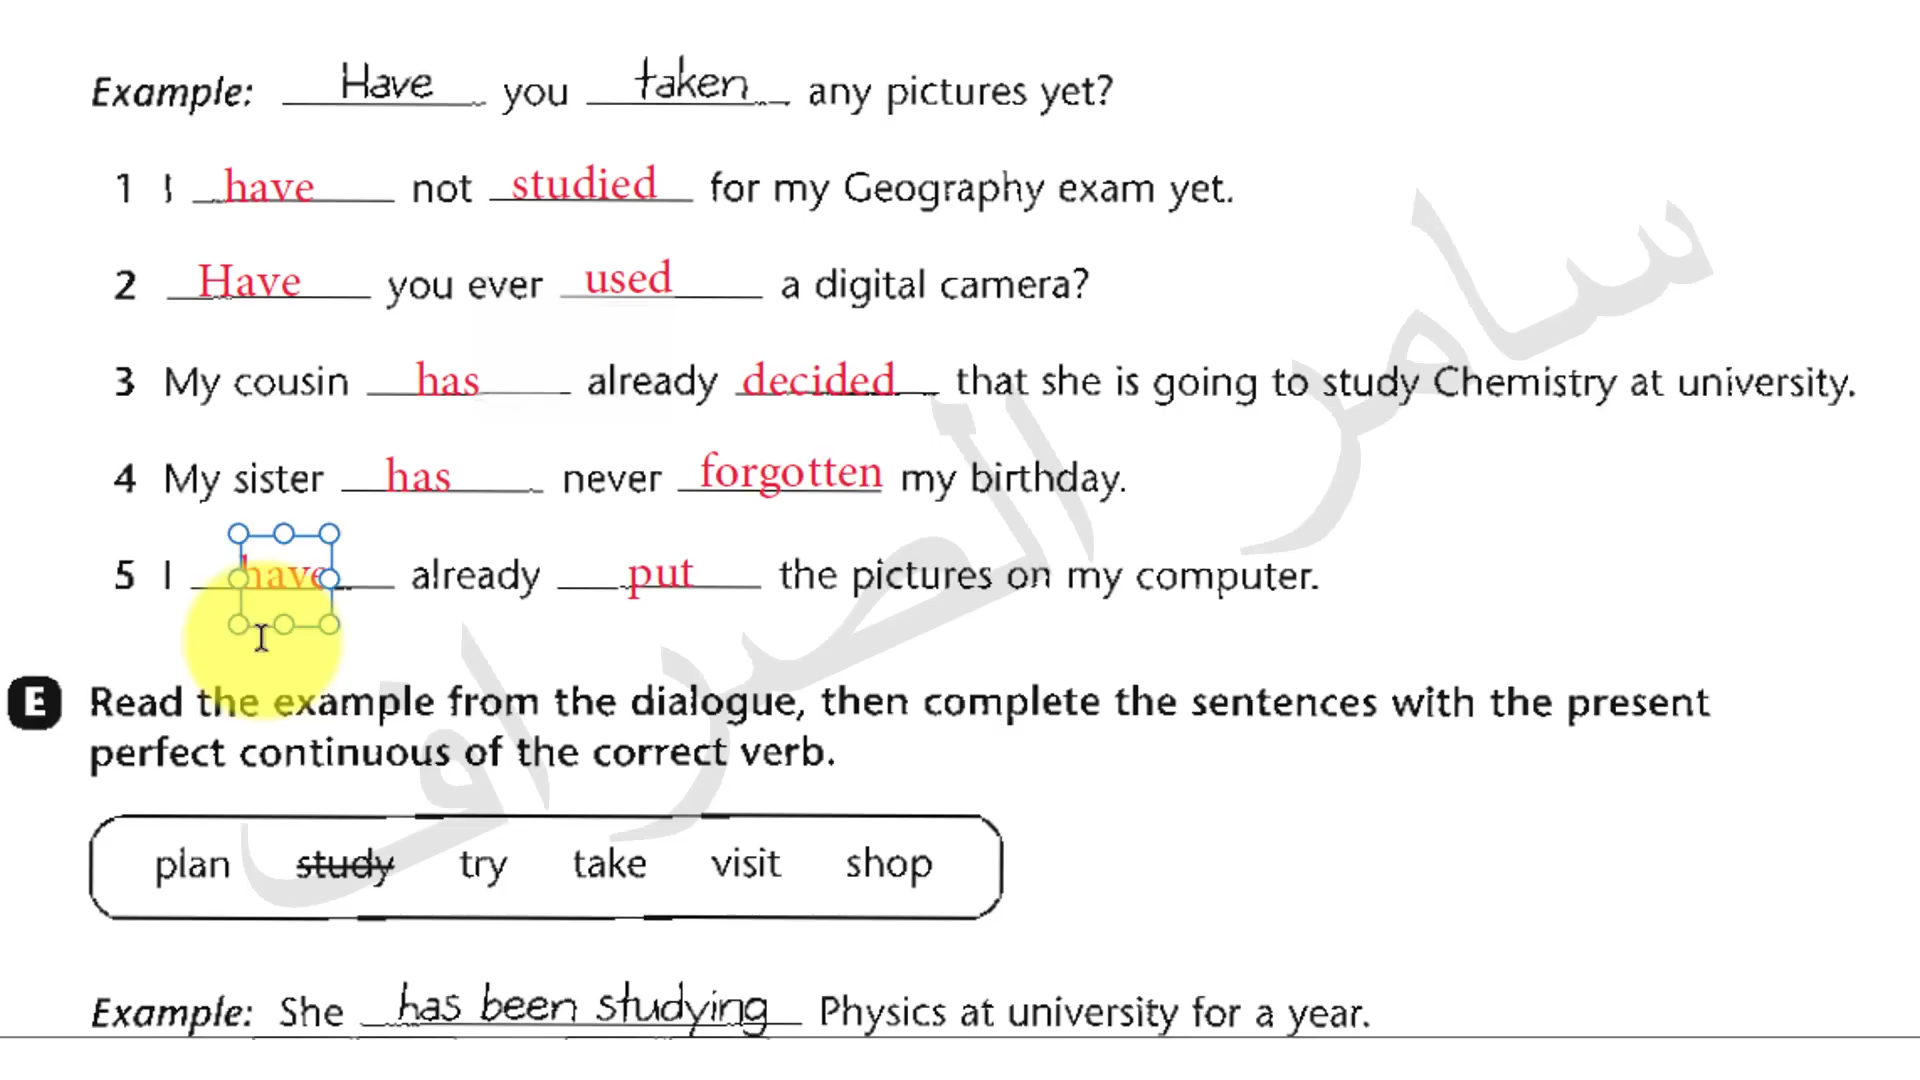 Example: Have you taken any pictures yet?
1 I have not studied for my Geography exam yet.
2 Have you ever used a digital camera?
3 My cousin has already decided that she is going to study Chemistry at university.
4 My sister has never forgotten my birthday.
5 I have already put the pictures on my computer.
سامر الصراف
E Read the example from the dialogue, then complete the sentences with the present
perfect continuous of the correct verb.
plan study try take visit shop
Example: She has been studying Physics at university for a year.